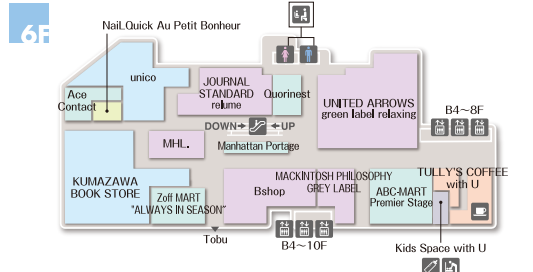 6F
NaiLQuick Au Petit Bonheur
unico
Ace
Contact
JOURNAL
STANDARD
relume
Quorinest
UNITED ARROWS
green label relaxing
B4～8F
DOWN UP
Manhattan Portage
MHL.
KUMAZAWA
BOOK STORE
Zoff MART
"ALWAYS IN SEASON"
Bshop
MACKINTOSH PHILOSOPHY
GREY LABEL
ABC-MART
Premier Stage
TULLY'S COFFEE
with U
Tobu
B4～10F
Kids Space with U